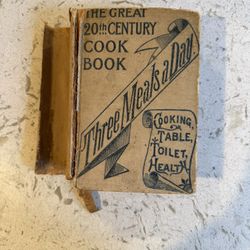 THE GREAT
20th CENTURY
COOK
BOOK
Three Meals a Day
COOKING,
TABLE,
TOILET,
HEALTH